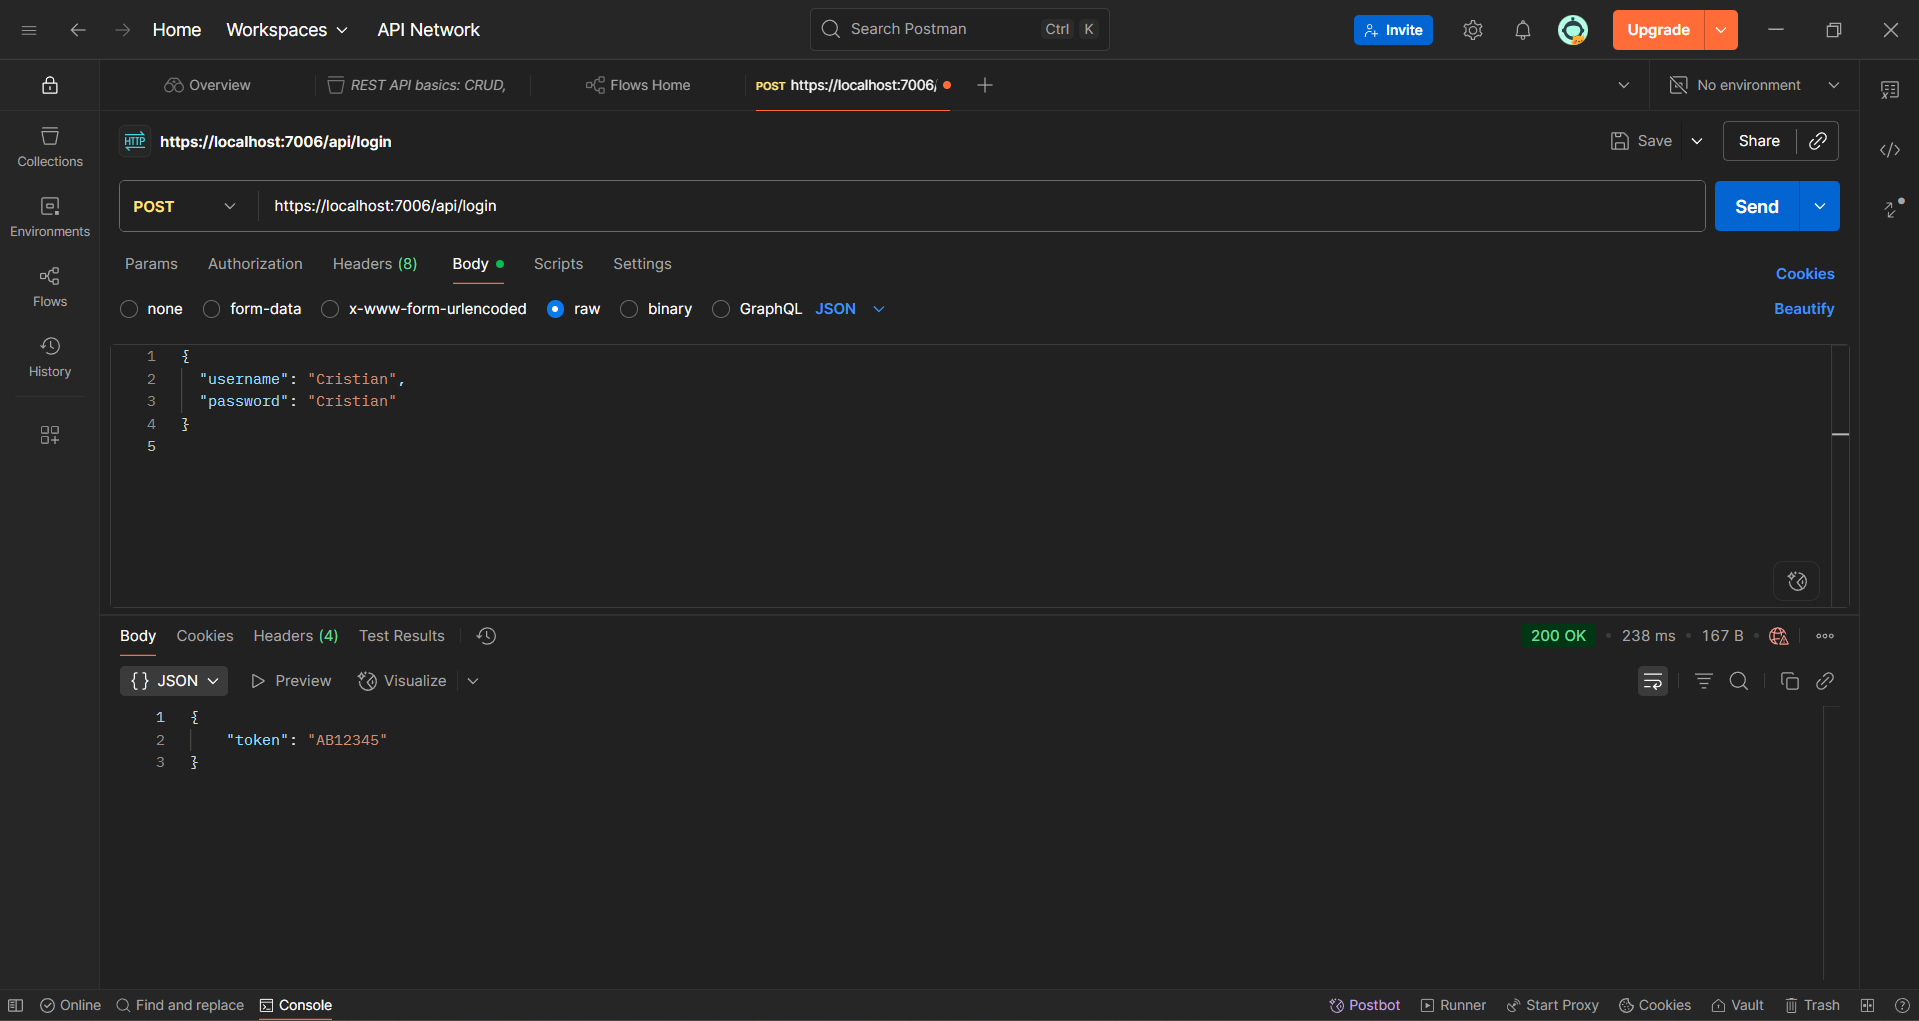 Home Workspaces API Network Search Postman Ctrl K Invite Upgrade
Overview REST API basics: CRUD, Flows Home POST https://localhost:7006/ No environment
HTTP https://localhost:7006/api/login Save Share
Collections
POST https://localhost:7006/api/login Send
Environments
Params Authorization Headers (8) Body Scripts Settings Cookies
Flows
none form-data x-www-form-urlencoded raw binary GraphQL JSON Beautify
History
1 {
2 "username": "Cristian",
3 "password": "Cristian"
4 }
5
Body Cookies Headers (4) Test Results 200 OK • 238 ms • 167 B
{} JSON Preview Visualize
1 {
2 "token": "AB12345"
3 }
Online Find and replace Console Postbot Runner Start Proxy Cookies Vault Trash